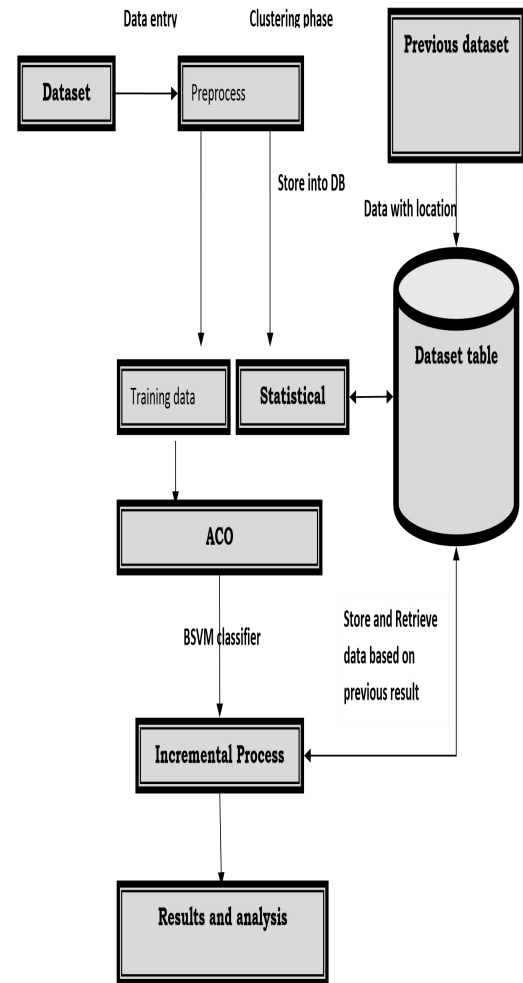 Data entry
Clustering phase
Previous dataset
Dataset
Preprocess
Store into DB
Data with location
Dataset table
Training data
Statistical
ACO
BSVM classifier
Store and Retrieve
data based on
previous result
Incremental Process
Results and analysis